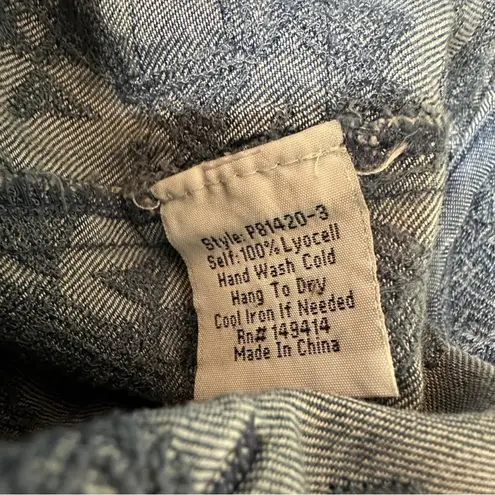 Style: P81420-3
Self: 100% Lyocell
Hand Wash Cold
Hang To Dry
Cool Iron If Needed
Rn# 149414
Made In China